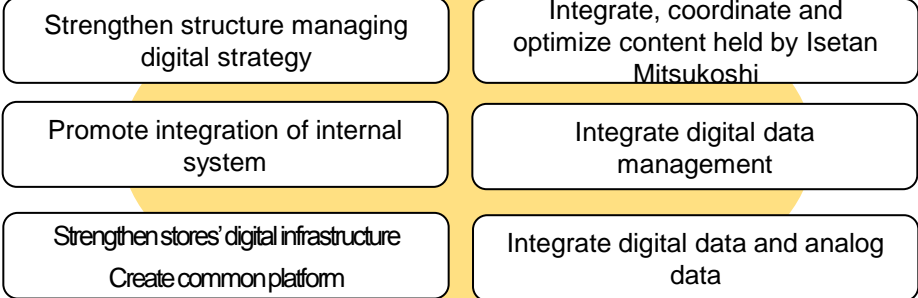 Strengthen structure managing
digital strategy
Integrate, coordinate and
optimize content held by Isetan
Mitsukoshi
Promote integration of internal
system
Integrate digital data
management
Strengthen stores' digital infrastructure
Create common platform
Integrate digital data and analog
data